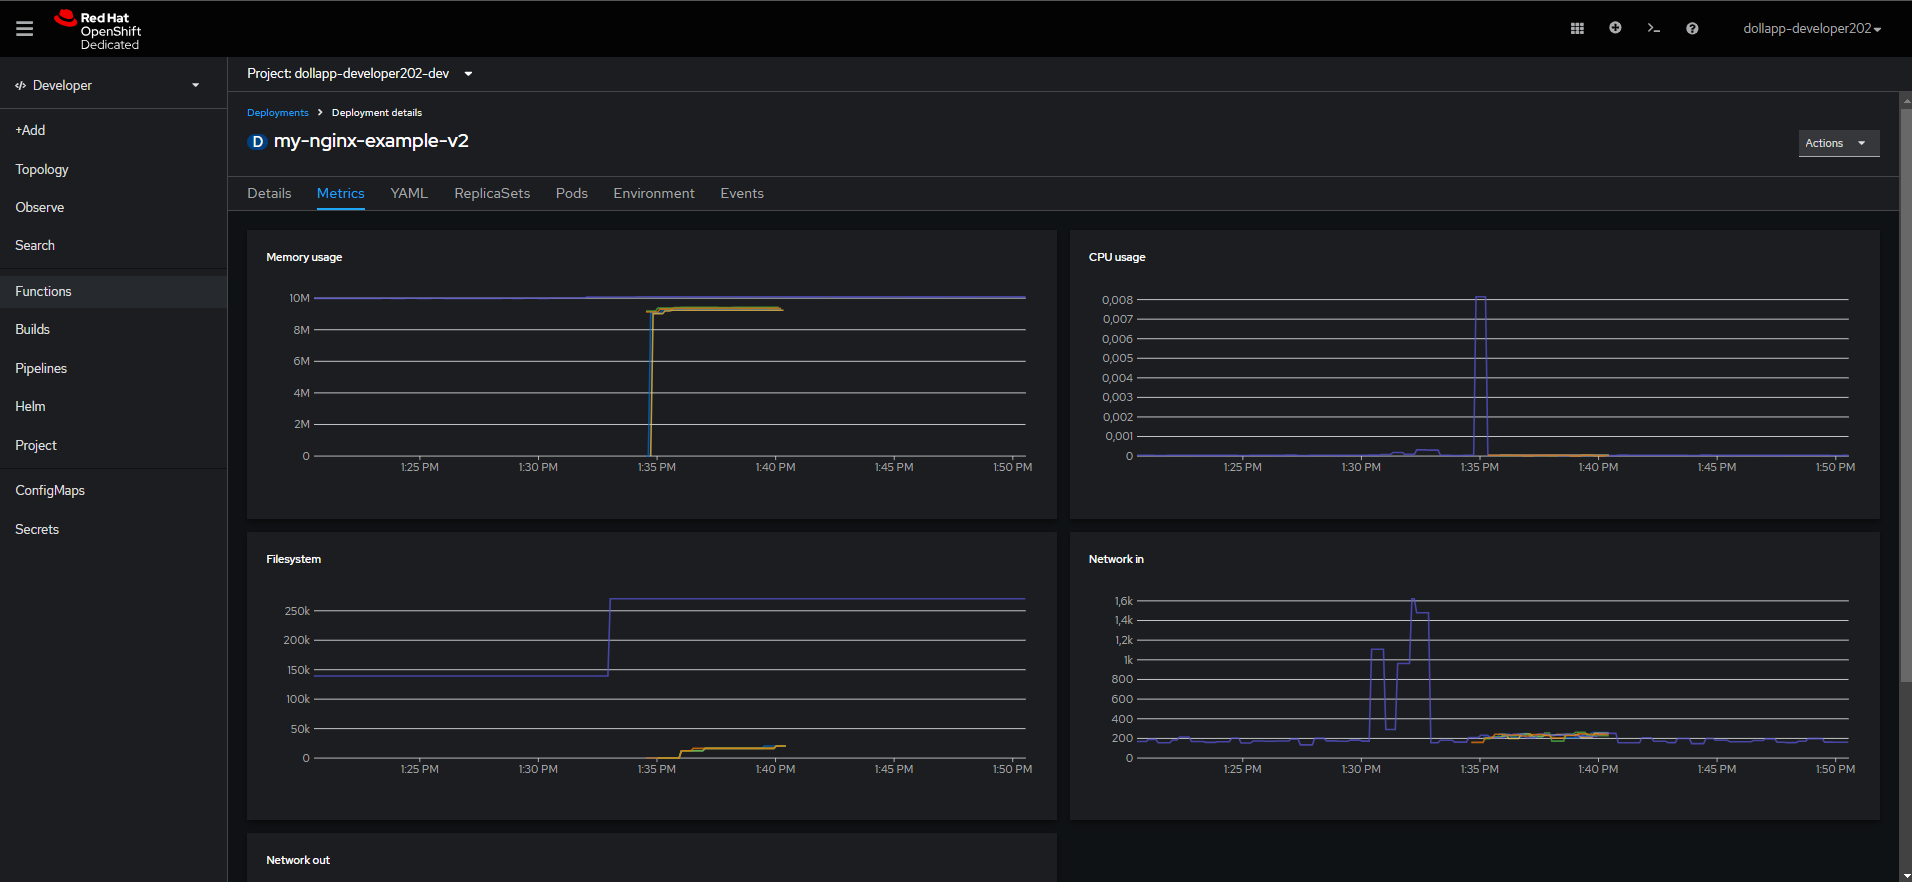 Red Hat
OpenShift
Dedicated
dollapp-developer202
Developer
+Add
Topology
Observe
Search
Functions
Builds
Pipelines
Helm
Project
ConfigMaps
Secrets
Project: dollapp-developer202-dev
Deployments > Deployment details
D my-nginx-example-v2
Actions
Details Metrics YAML ReplicaSets Pods Environment Events
Memory usage
10M
8M
6M
4M
2M
0
1:25 PM 1:30 PM 1:35 PM 1:40 PM 1:45 PM 1:50 PM
CPU usage
0,008
0,007
0,006
0,005
0,004
0,003
0,002
0,001
0
1:25 PM 1:30 PM 1:35 PM 1:40 PM 1:45 PM 1:50 PM
Filesystem
250k
200k
150k
100k
50k
0
1:25 PM 1:30 PM 1:35 PM 1:40 PM 1:45 PM 1:50 PM
Network in
1,6k
1,4k
1,2k
1k
800
600
400
200
0
1:25 PM 1:30 PM 1:35 PM 1:40 PM 1:45 PM 1:50 PM
Network out